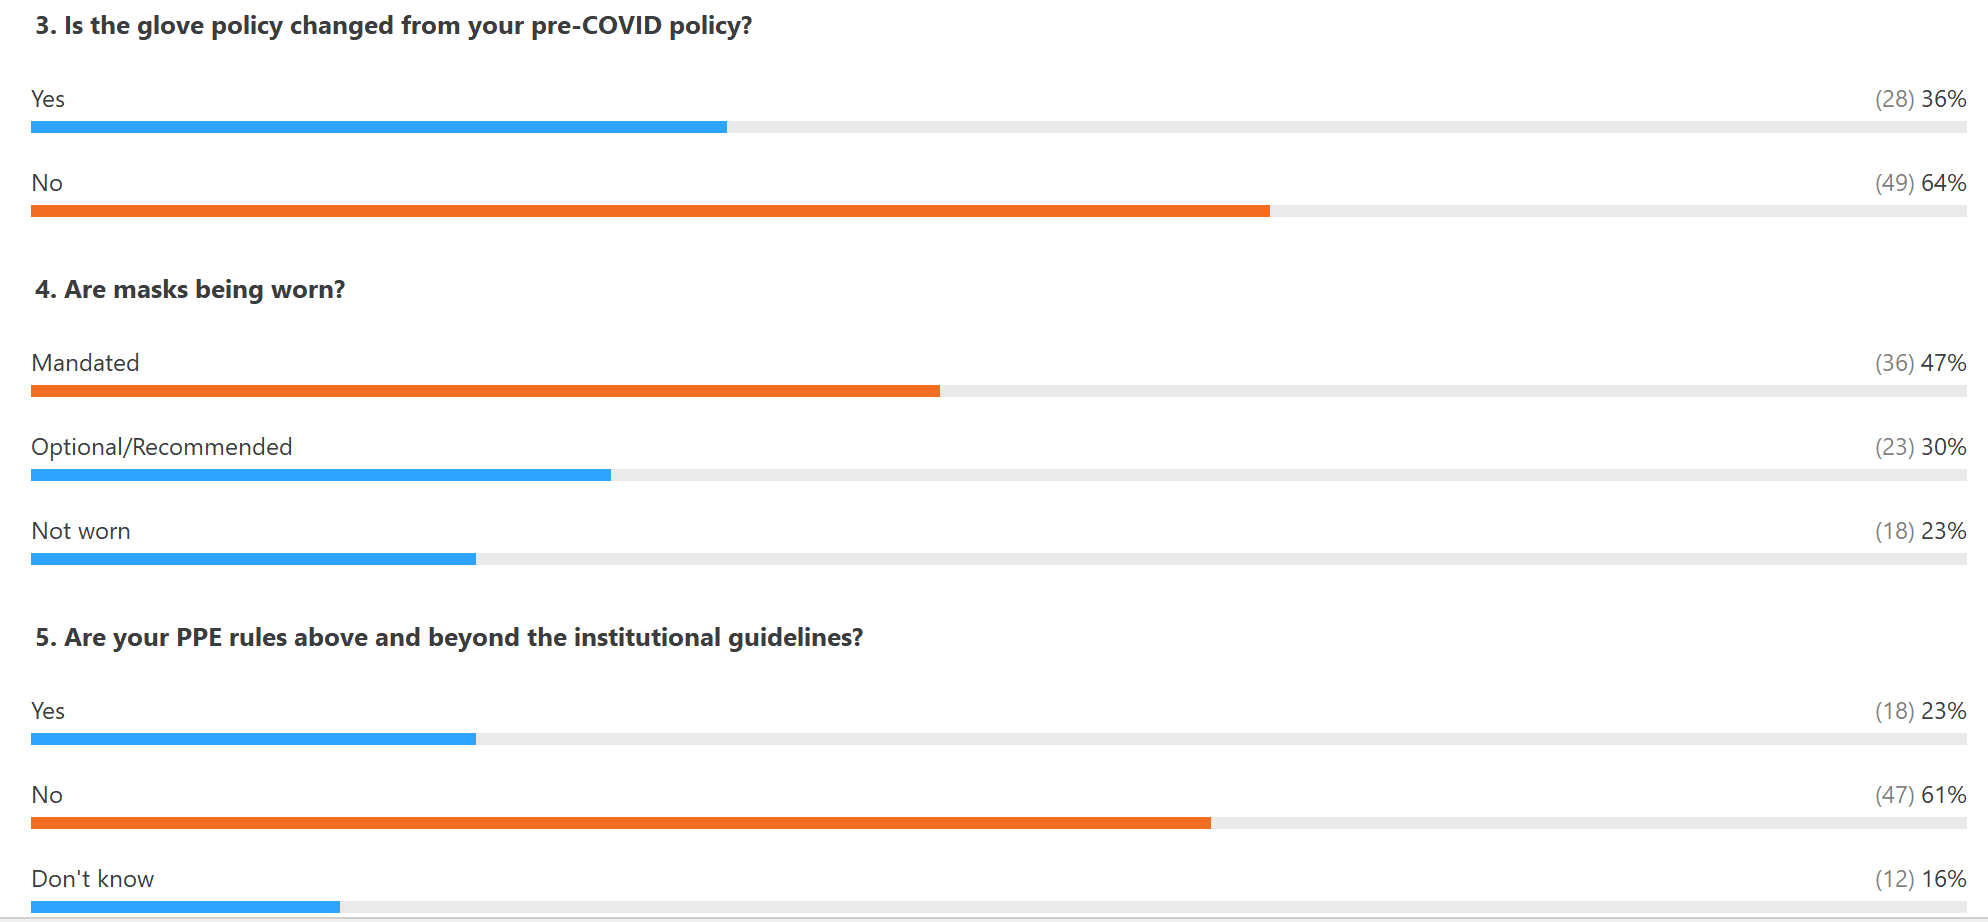 3. Is the glove policy changed from your pre-COVID policy?
Yes (28) 36%
No (49) 64%
4. Are masks being worn?
Mandated (36) 47%
Optional/Recommended (23) 30%
Not worn (18) 23%
5. Are your PPE rules above and beyond the institutional guidelines?
Yes (18) 23%
No (47) 61%
Don't know (12) 16%